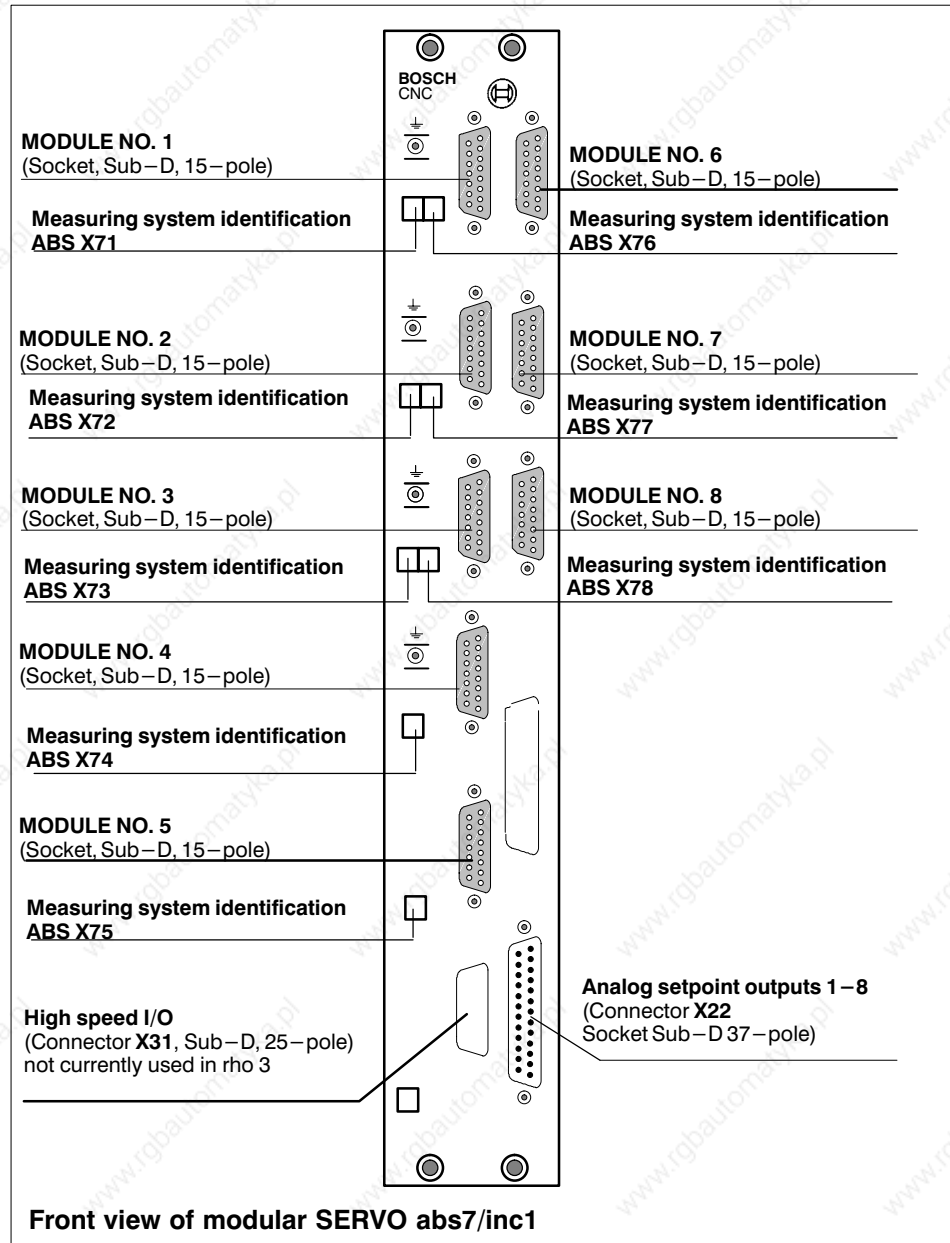 BOSCH
CNC
MODULE NO. 1
(Socket, Sub–D, 15–pole)
MODULE NO. 6
(Socket, Sub–D, 15–pole)
Measuring system identification
ABS X71
Measuring system identification
ABS X76
MODULE NO. 2
(Socket, Sub–D, 15–pole)
MODULE NO. 7
(Socket, Sub–D, 15–pole)
Measuring system identification
ABS X72
Measuring system identification
ABS X77
MODULE NO. 3
(Socket, Sub–D, 15–pole)
MODULE NO. 8
(Socket, Sub–D, 15–pole)
Measuring system identification
ABS X73
Measuring system identification
ABS X78
MODULE NO. 4
(Socket, Sub–D, 15–pole)
Measuring system identification
ABS X74
MODULE NO. 5
(Socket, Sub–D, 15–pole)
Measuring system identification
ABS X75
High speed I/O
(Connector X31, Sub–D, 25–pole)
not currently used in rho 3
Analog setpoint outputs 1–8
(Connector X22
Socket Sub–D 37–pole)
Front view of modular SERVO abs7/inc1
www.rgbautomatyka.pl